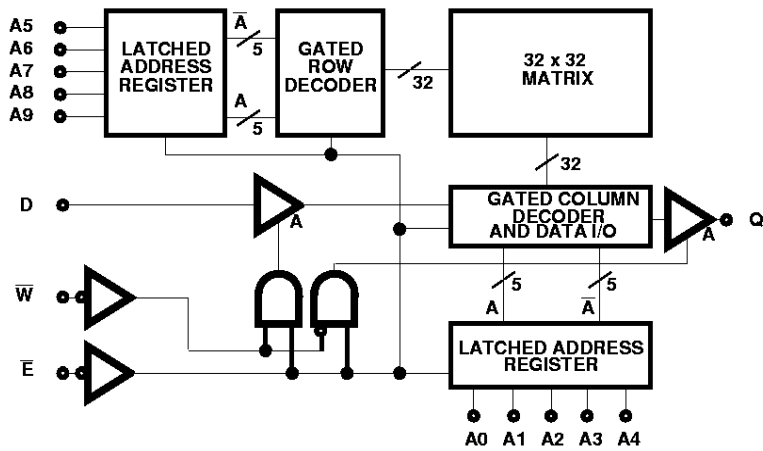 A5
A6
A7
A8
A9
LATCHED
ADDRESS
REGISTER
A̅
5
A
5
GATED
ROW
DECODER
32
32 x 32
MATRIX
32
D
A
GATED COLUMN
DECODER
AND DATA I/O
A
Q
W̅
E̅
A
5
A̅
5
LATCHED ADDRESS
REGISTER
A0 A1 A2 A3 A4